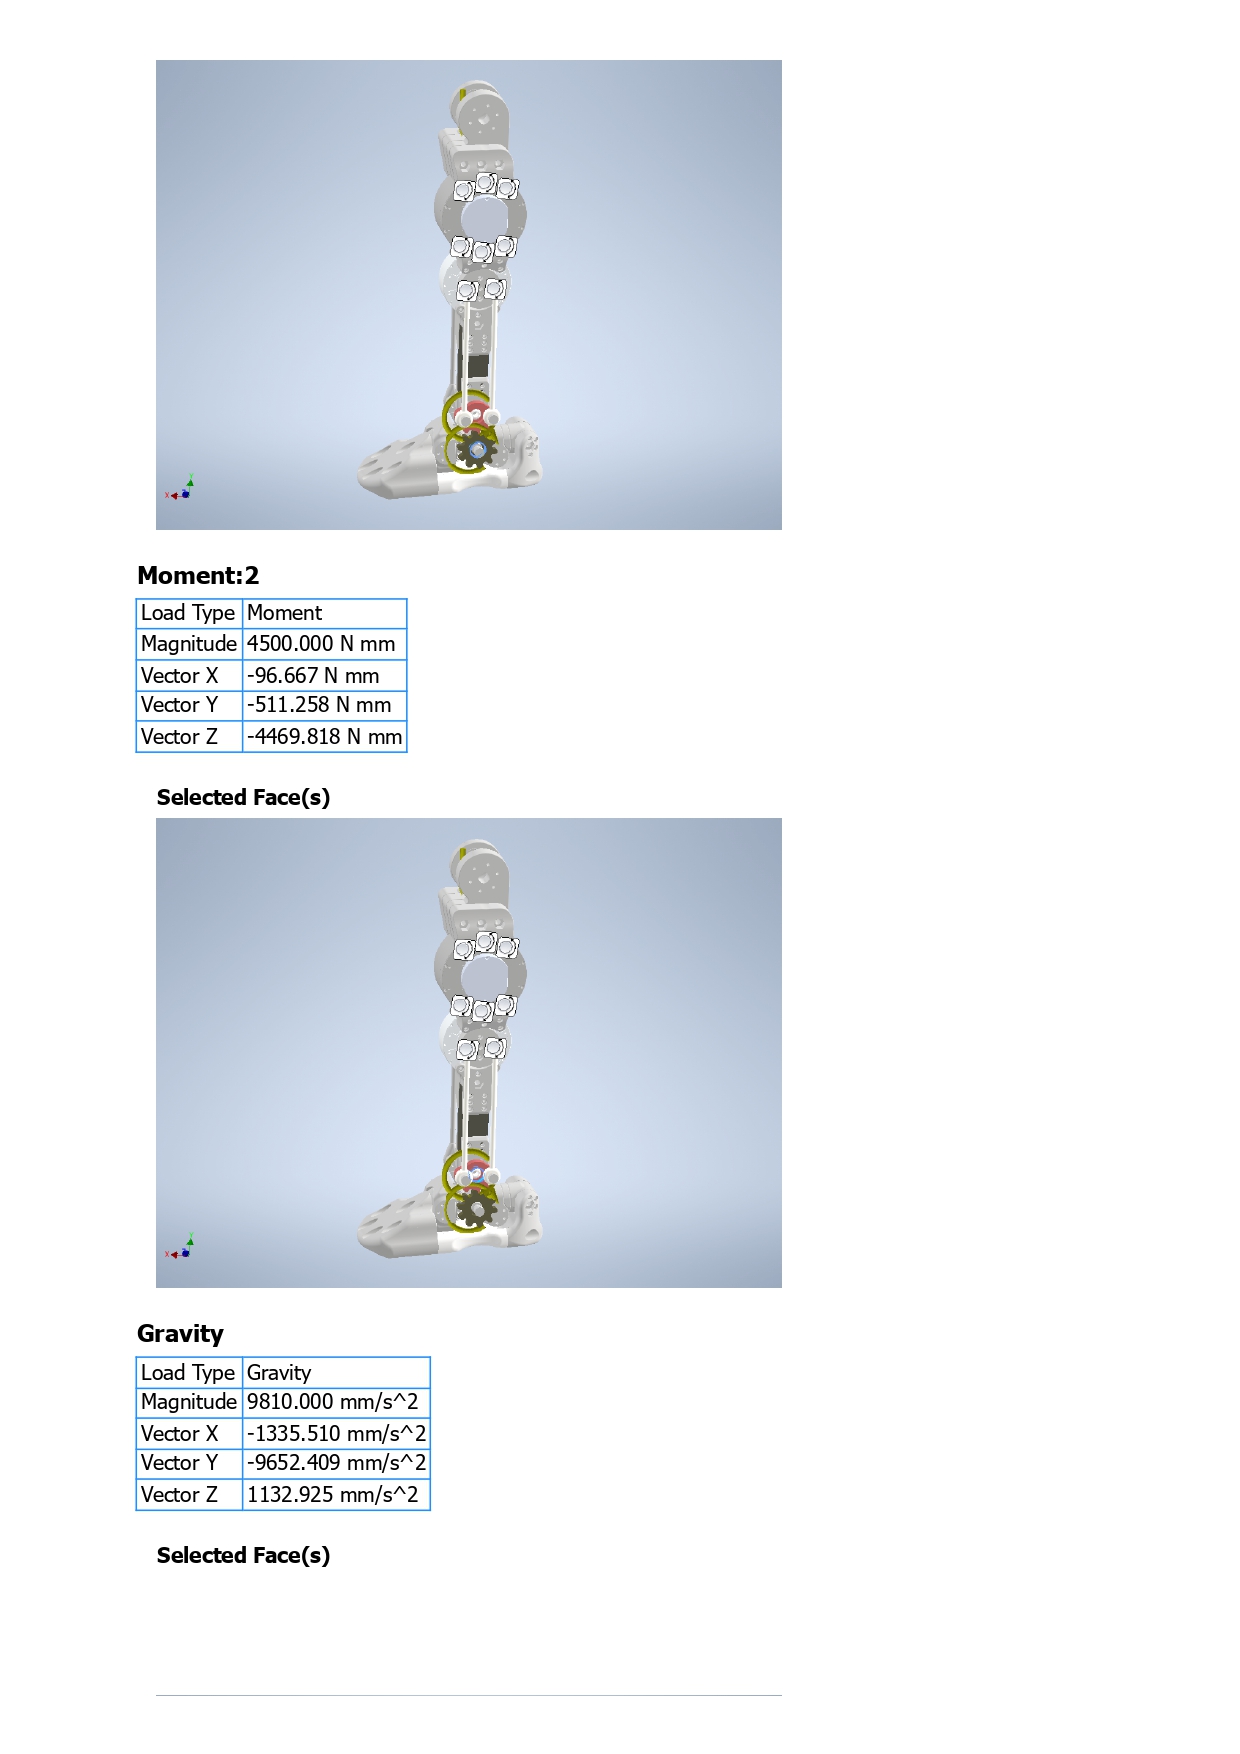 X
Y
Z
Moment:2
Load Type Moment
Magnitude 4500.000 N mm
Vector X -96.667 N mm
Vector Y -511.258 N mm
Vector Z -4469.818 N mm
Selected Face(s)
X
Y
Z
Gravity
Load Type Gravity
Magnitude 9810.000 mm/s^2
Vector X -1335.510 mm/s^2
Vector Y -9652.409 mm/s^2
Vector Z 1132.925 mm/s^2
Selected Face(s)